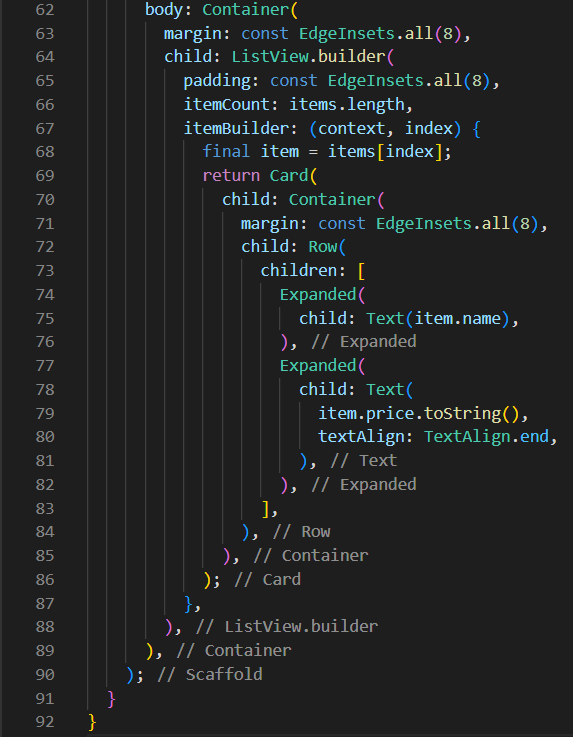 62 body: Container(
63 margin: const EdgeInsets.all(8),
64 child: ListView.builder(
65 padding: const EdgeInsets.all(8),
66 itemCount: items.length,
67 itemBuilder: (context, index) {
68 final item = items[index];
69 return Card(
70 child: Container(
71 margin: const EdgeInsets.all(8),
72 child: Row(
73 children: [
74 Expanded(
75 child: Text(item.name),
76 ), // Expanded
77 Expanded(
78 child: Text(
79 item.price.toString(),
80 textAlign: TextAlign.end,
81 ), // Text
82 ), // Expanded
83 ],
84 ), // Row
85 ), // Container
86 ); // Card
87 },
88 ), // ListView.builder
89 ), // Container
90 ); // Scaffold
91 }
92 }